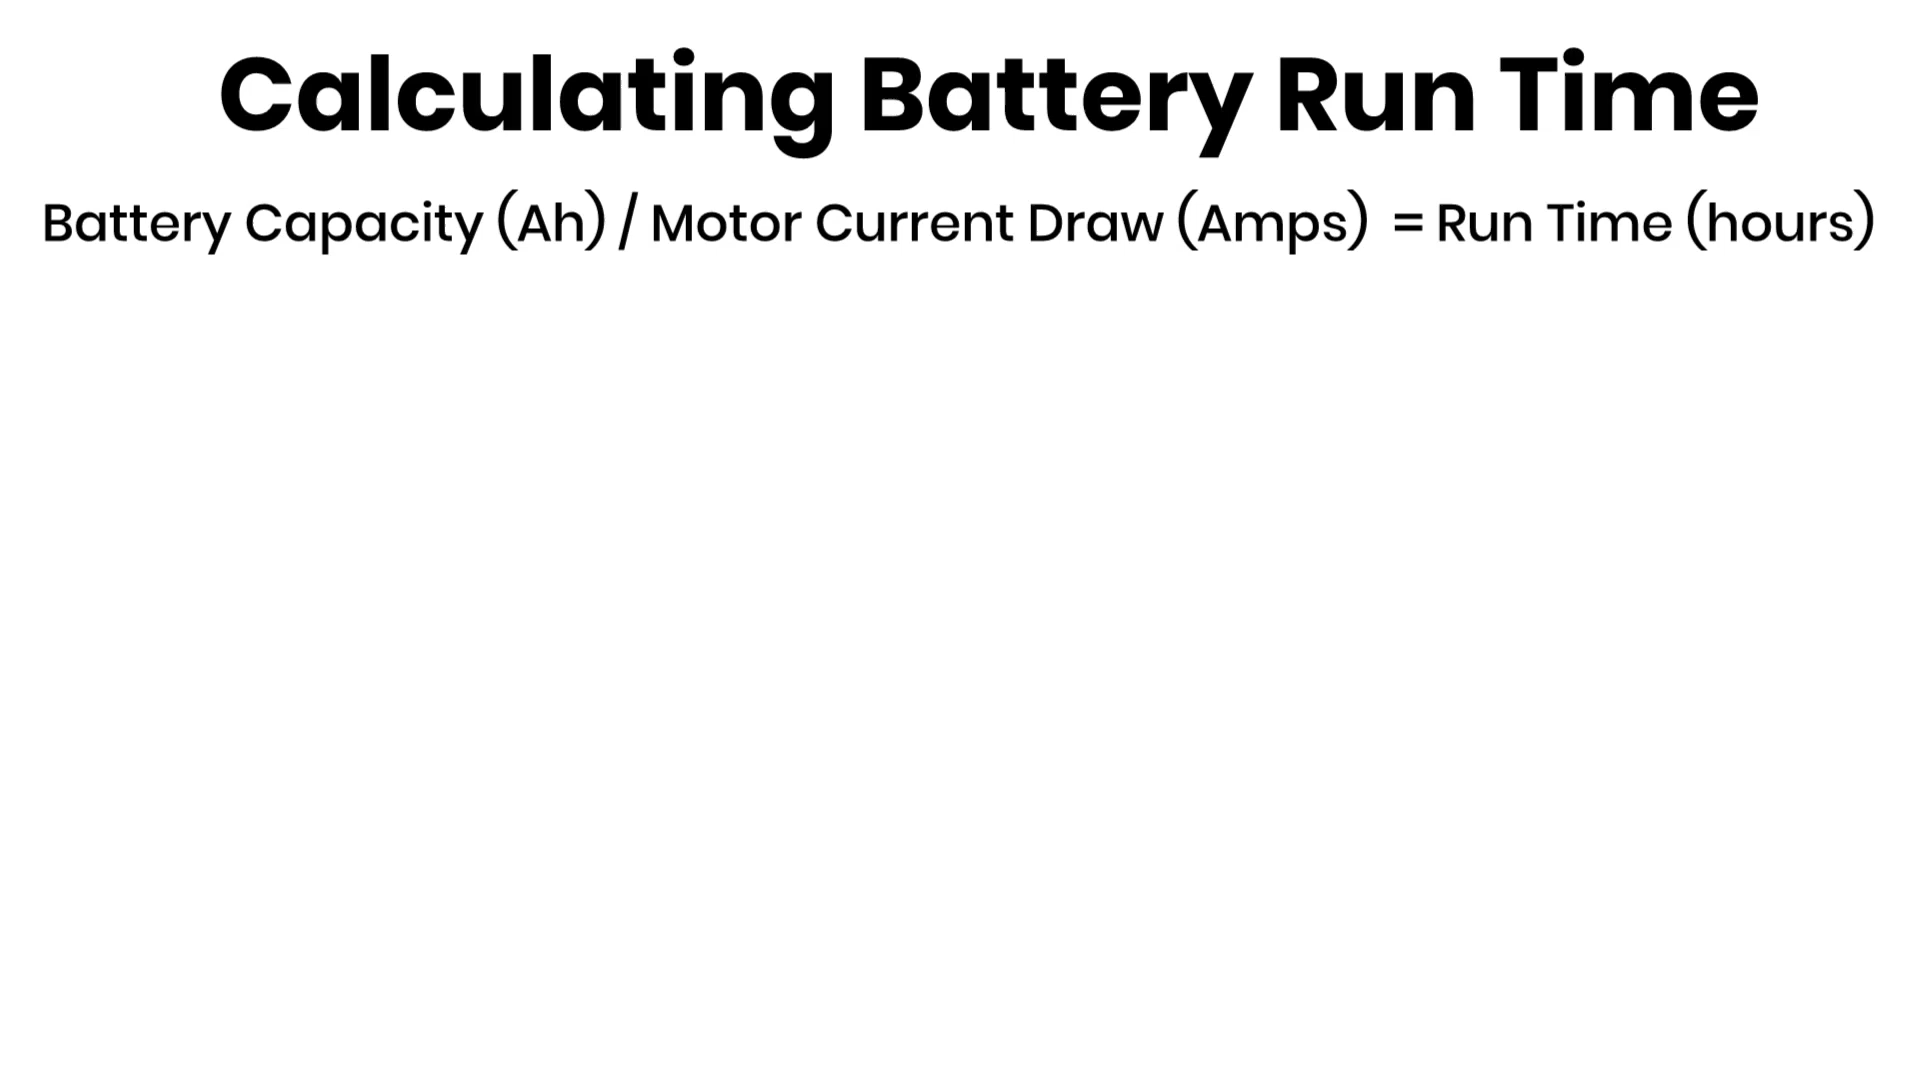 Calculating Battery Run Time
Battery Capacity (Ah) / Motor Current Draw (Amps) = Run Time (hours)